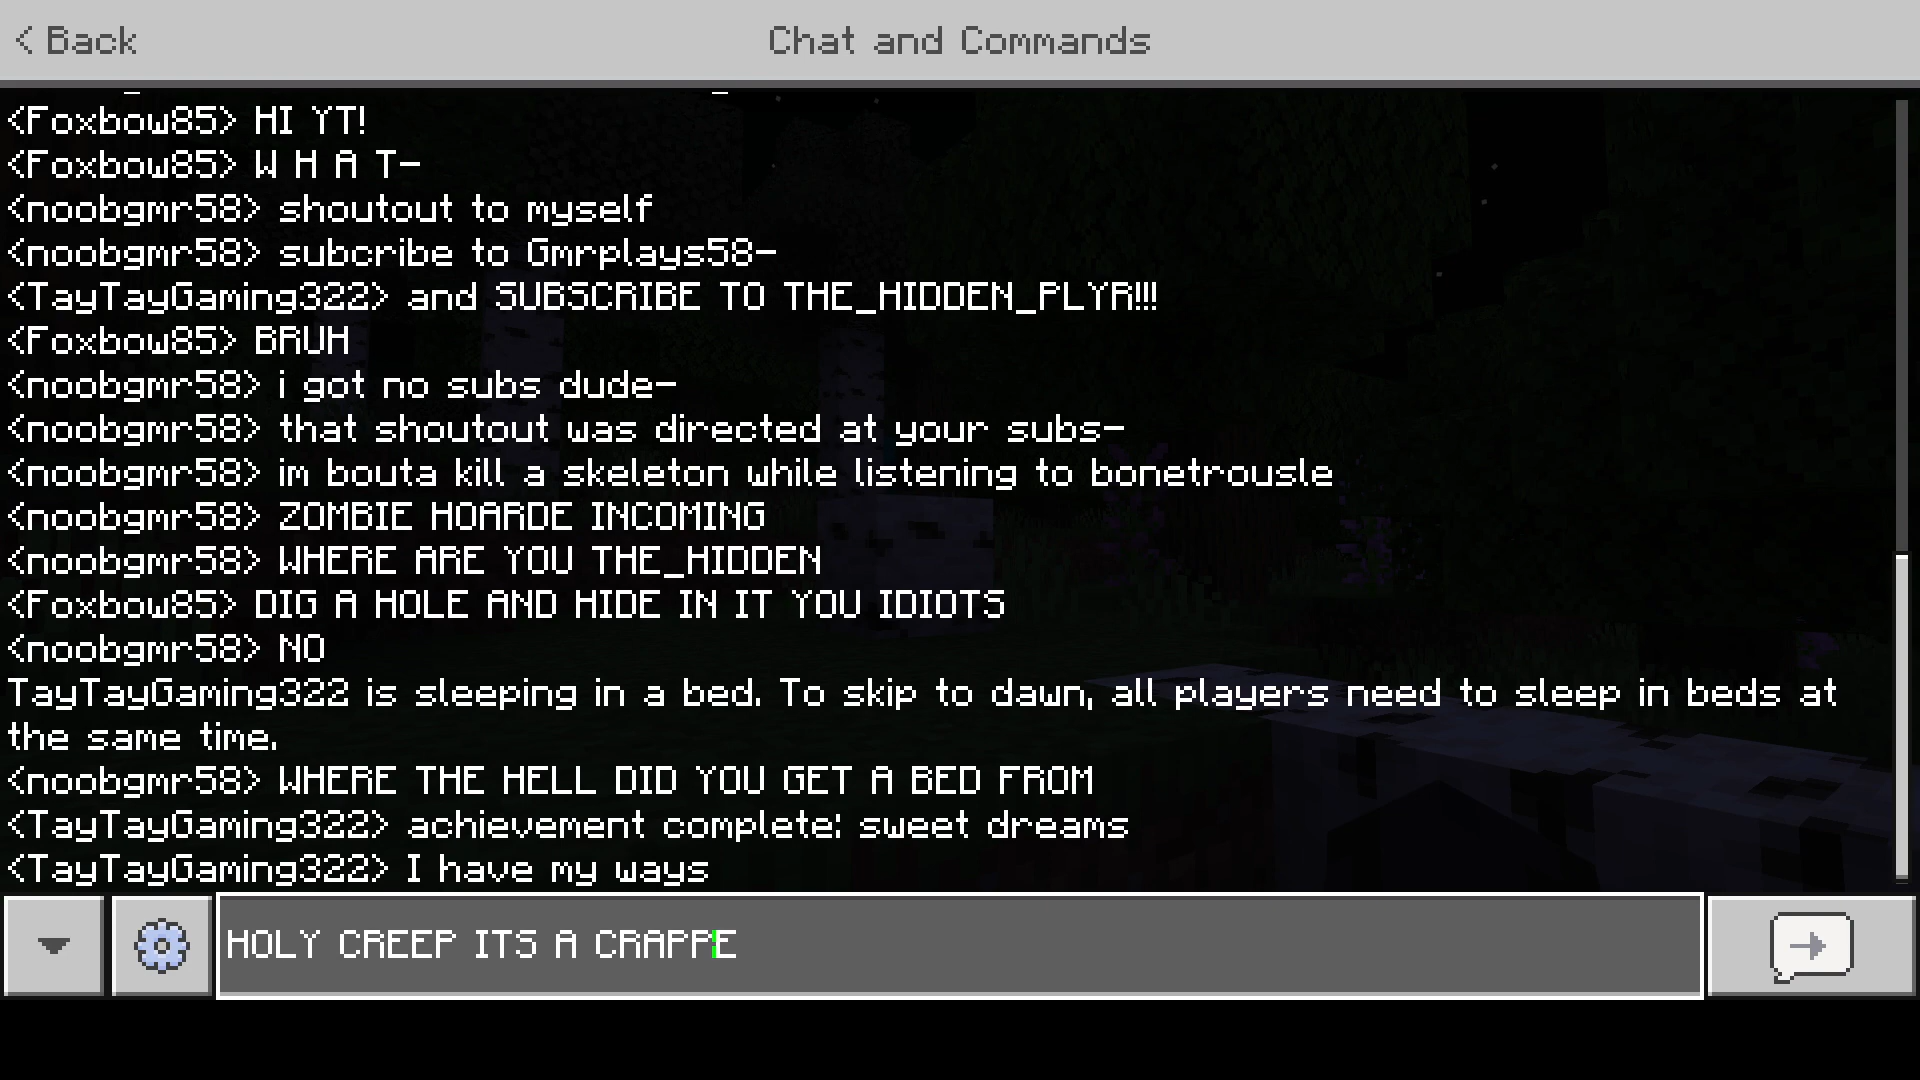 Back
Chat and Commands
<Foxbow85> HI YT!
<Foxbow85> W H A T-
<noobgmr58> shoutout to myself
<noobgmr58> subcribe to Gmrplays58-
<TayTayGaming322> and SUBSCRIBE TO THE_HIDDEN_PLYR!!!
<Foxbow85> BRUH
<noobgmr58> i got no subs dude-
<noobgmr58> that shoutout was directed at your subs-
<noobgmr58> im bouta kill a skeleton while listening to bonetrousle
<noobgmr58> ZOMBIE HOARDE INCOMING
<noobgmr58> WHERE ARE YOU THE_HIDDEN
<Foxbow85> DIG A HOLE AND HIDE IN IT YOU IDIOTS
<noobgmr58> NO
TayTayGaming322 is sleeping in a bed. To skip to dawn, all players need to sleep in beds at
the same time.
<noobgmr58> WHERE THE HELL DID YOU GET A BED FROM
<TayTayGaming322> achievement complete: sweet dreams
<TayTayGaming322> I have my ways
HOLY CREEP ITS A CRAPPE